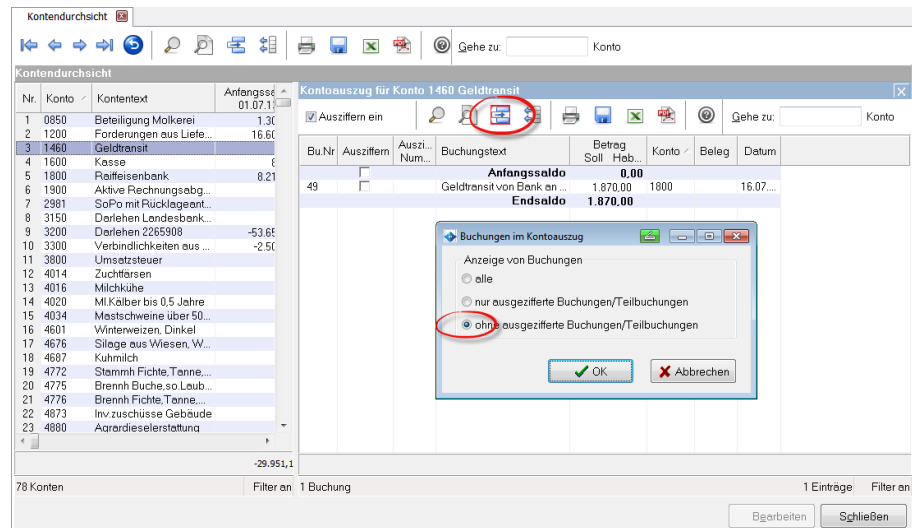 Kontendurchsicht
Gehe zu: Konto
Kontendurchsicht
Nr. Konto Kontentext Anfangssa 01.07.1
1 0850 Beteiligung Molkerei 1.30
2 1200 Forderungen aus Liefe... 16.60
3 1460 Geldtransit
4 1600 Kasse
5 1800 Raiffeisenbank 8.21
6 1900 Aktive Rechnungsabg...
7 2981 SoPo mit Rücklageant...
8 3150 Darlehen Landesbank...
9 3200 Darlehen 2265908 -53.65
10 3300 Verbindlichkeiten aus ... -2.50
11 3800 Umsatzsteuer
12 4014 Zuchtfärsen
13 4016 Milchkühe
14 4020 Ml.Kälber bis 0,5 Jahre
15 4034 Mastschweine über 50...
16 4601 Winterweizen, Dinkel
17 4676 Silage aus Wiesen, W...
18 4687 Kuhmilch
19 4772 Stammh Fichte,Tanne,...
20 4775 Brennh Buche,so.Laub...
21 4776 Brennh Fichte,Tanne,...
22 4873 Inv.zuschüsse Gebäude
23 4880 Agrardieselerstattung
-29.951,1
78 Konten Filter an
Kontoauszug für Konto 1460 Geldtransit
Ausziffern ein Gehe zu: Konto
Bu.Nr Ausziffern Auszi... Num... Buchungstext Betrag Soll Hab... Konto Beleg Datum
Anfangssaldo 0,00
49 Geldtransit von Bank an ... 1.870,00 1800 16.07....
Endsaldo 1.870,00
Buchungen im Kontoauszug
Anzeige von Buchungen
alle
nur ausgezifferte Buchungen/Teilbuchungen
ohne ausgezifferte Buchungen/Teilbuchungen
OK Abbrechen
1 Buchung 1 Einträge Filter an
Bearbeiten Schließen